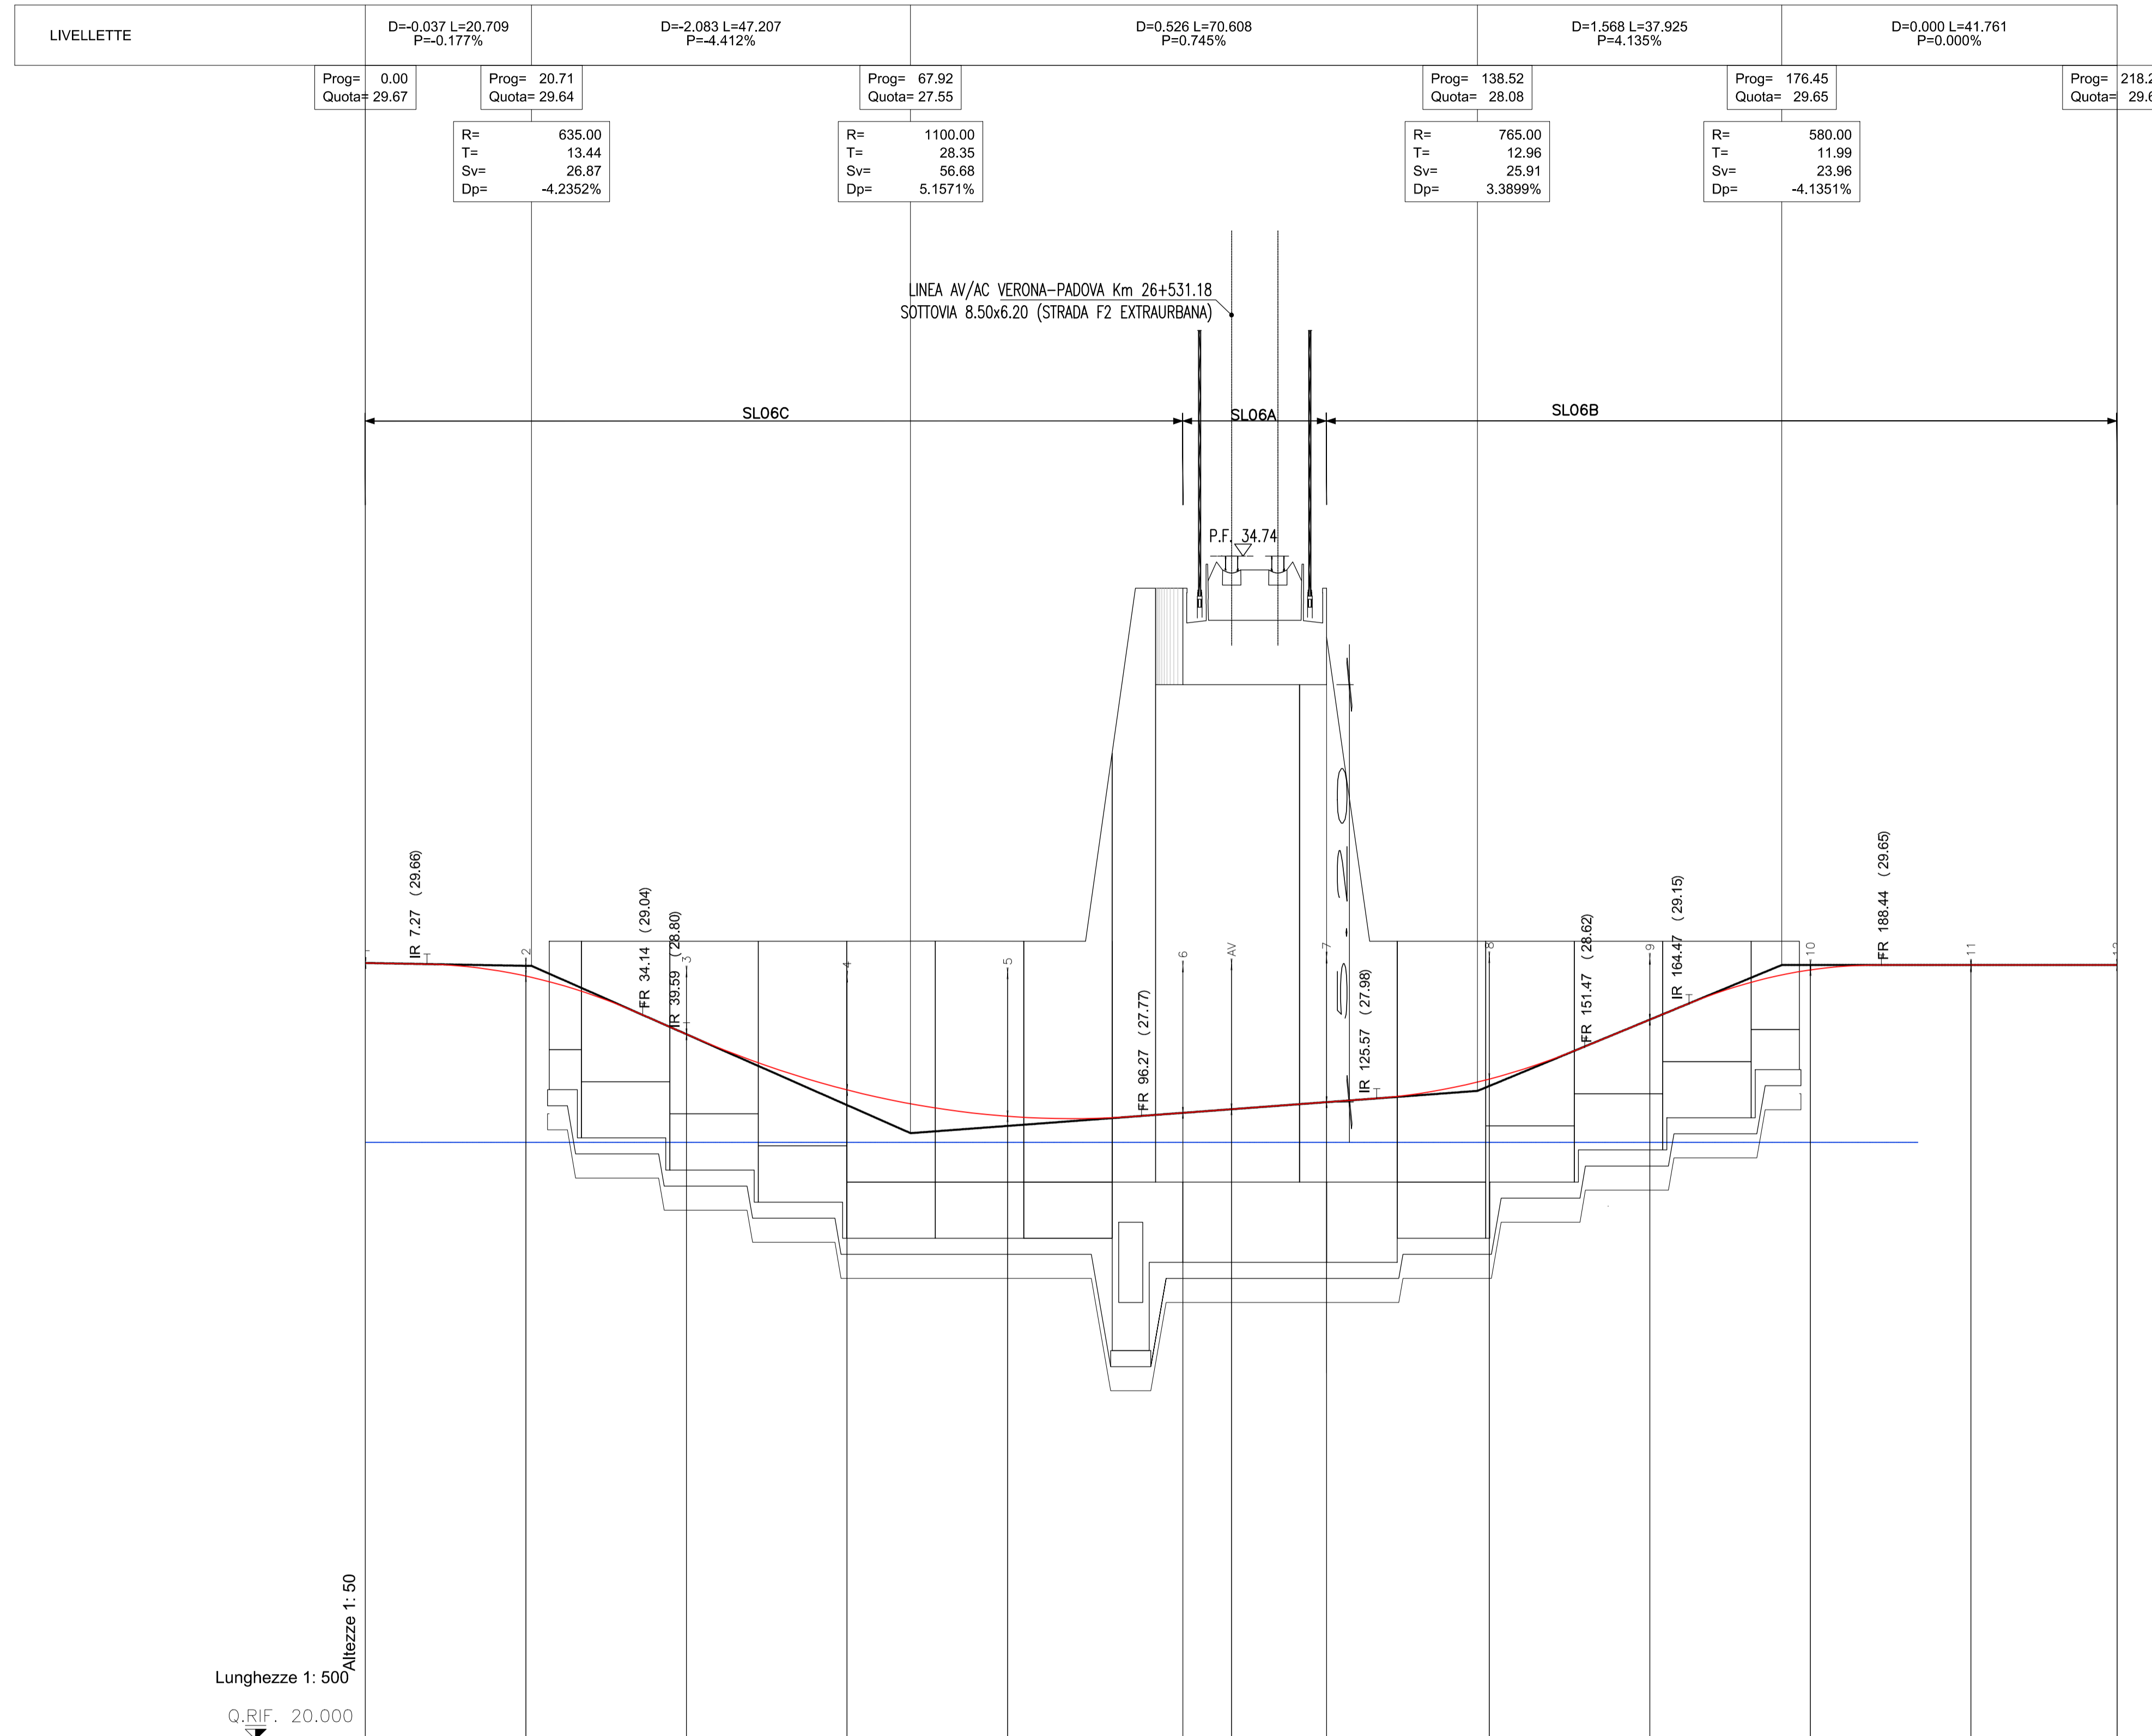 LIVELLETTE
D=-0.037 L=20.709
P=-0.177%
D=-2.083 L=47.207
P=-4.412%
D=0.526 L=70.608
P=0.745%
D=1.568 L=37.925
P=4.135%
D=0.000 L=41.761
P=0.000%
Prog= 0.00
Quota= 29.67
Prog= 20.71
Quota= 29.64
Prog= 67.92
Quota= 27.55
Prog= 138.52
Quota= 28.08
Prog= 176.45
Quota= 29.65
Prog= 218.2
Quota= 29.6
R= 635.00
T= 13.44
Sv= 26.87
Dp= -4.2352%
R= 1100.00
T= 28.35
Sv= 56.68
Dp= 5.1571%
R= 765.00
T= 12.96
Sv= 25.91
Dp= 3.3899%
R= 580.00
T= 11.99
Sv= 23.96
Dp= -4.1351%
LINEA AV/AC VERONA-PADOVA Km 26+531.18
SOTTOVIA 8.50x6.20 (STRADA F2 EXTRAURBANA)
SL06C
SL06A
SL06B
P.F. 34.74
IR 7.27 (29.66)
FR 34.14 (29.04)
IR 39.59 (28.80)
FR 96.27 (27.77)
IR 125.57 (27.98)
FR 151.47 (28.62)
IR 164.47 (29.15)
FR 188.44 (29.65)
2
3
4
5
6
AV
7
8
9
10
11
Altezze 1: 50
Lunghezze 1: 500
Q.RIF. 20.000